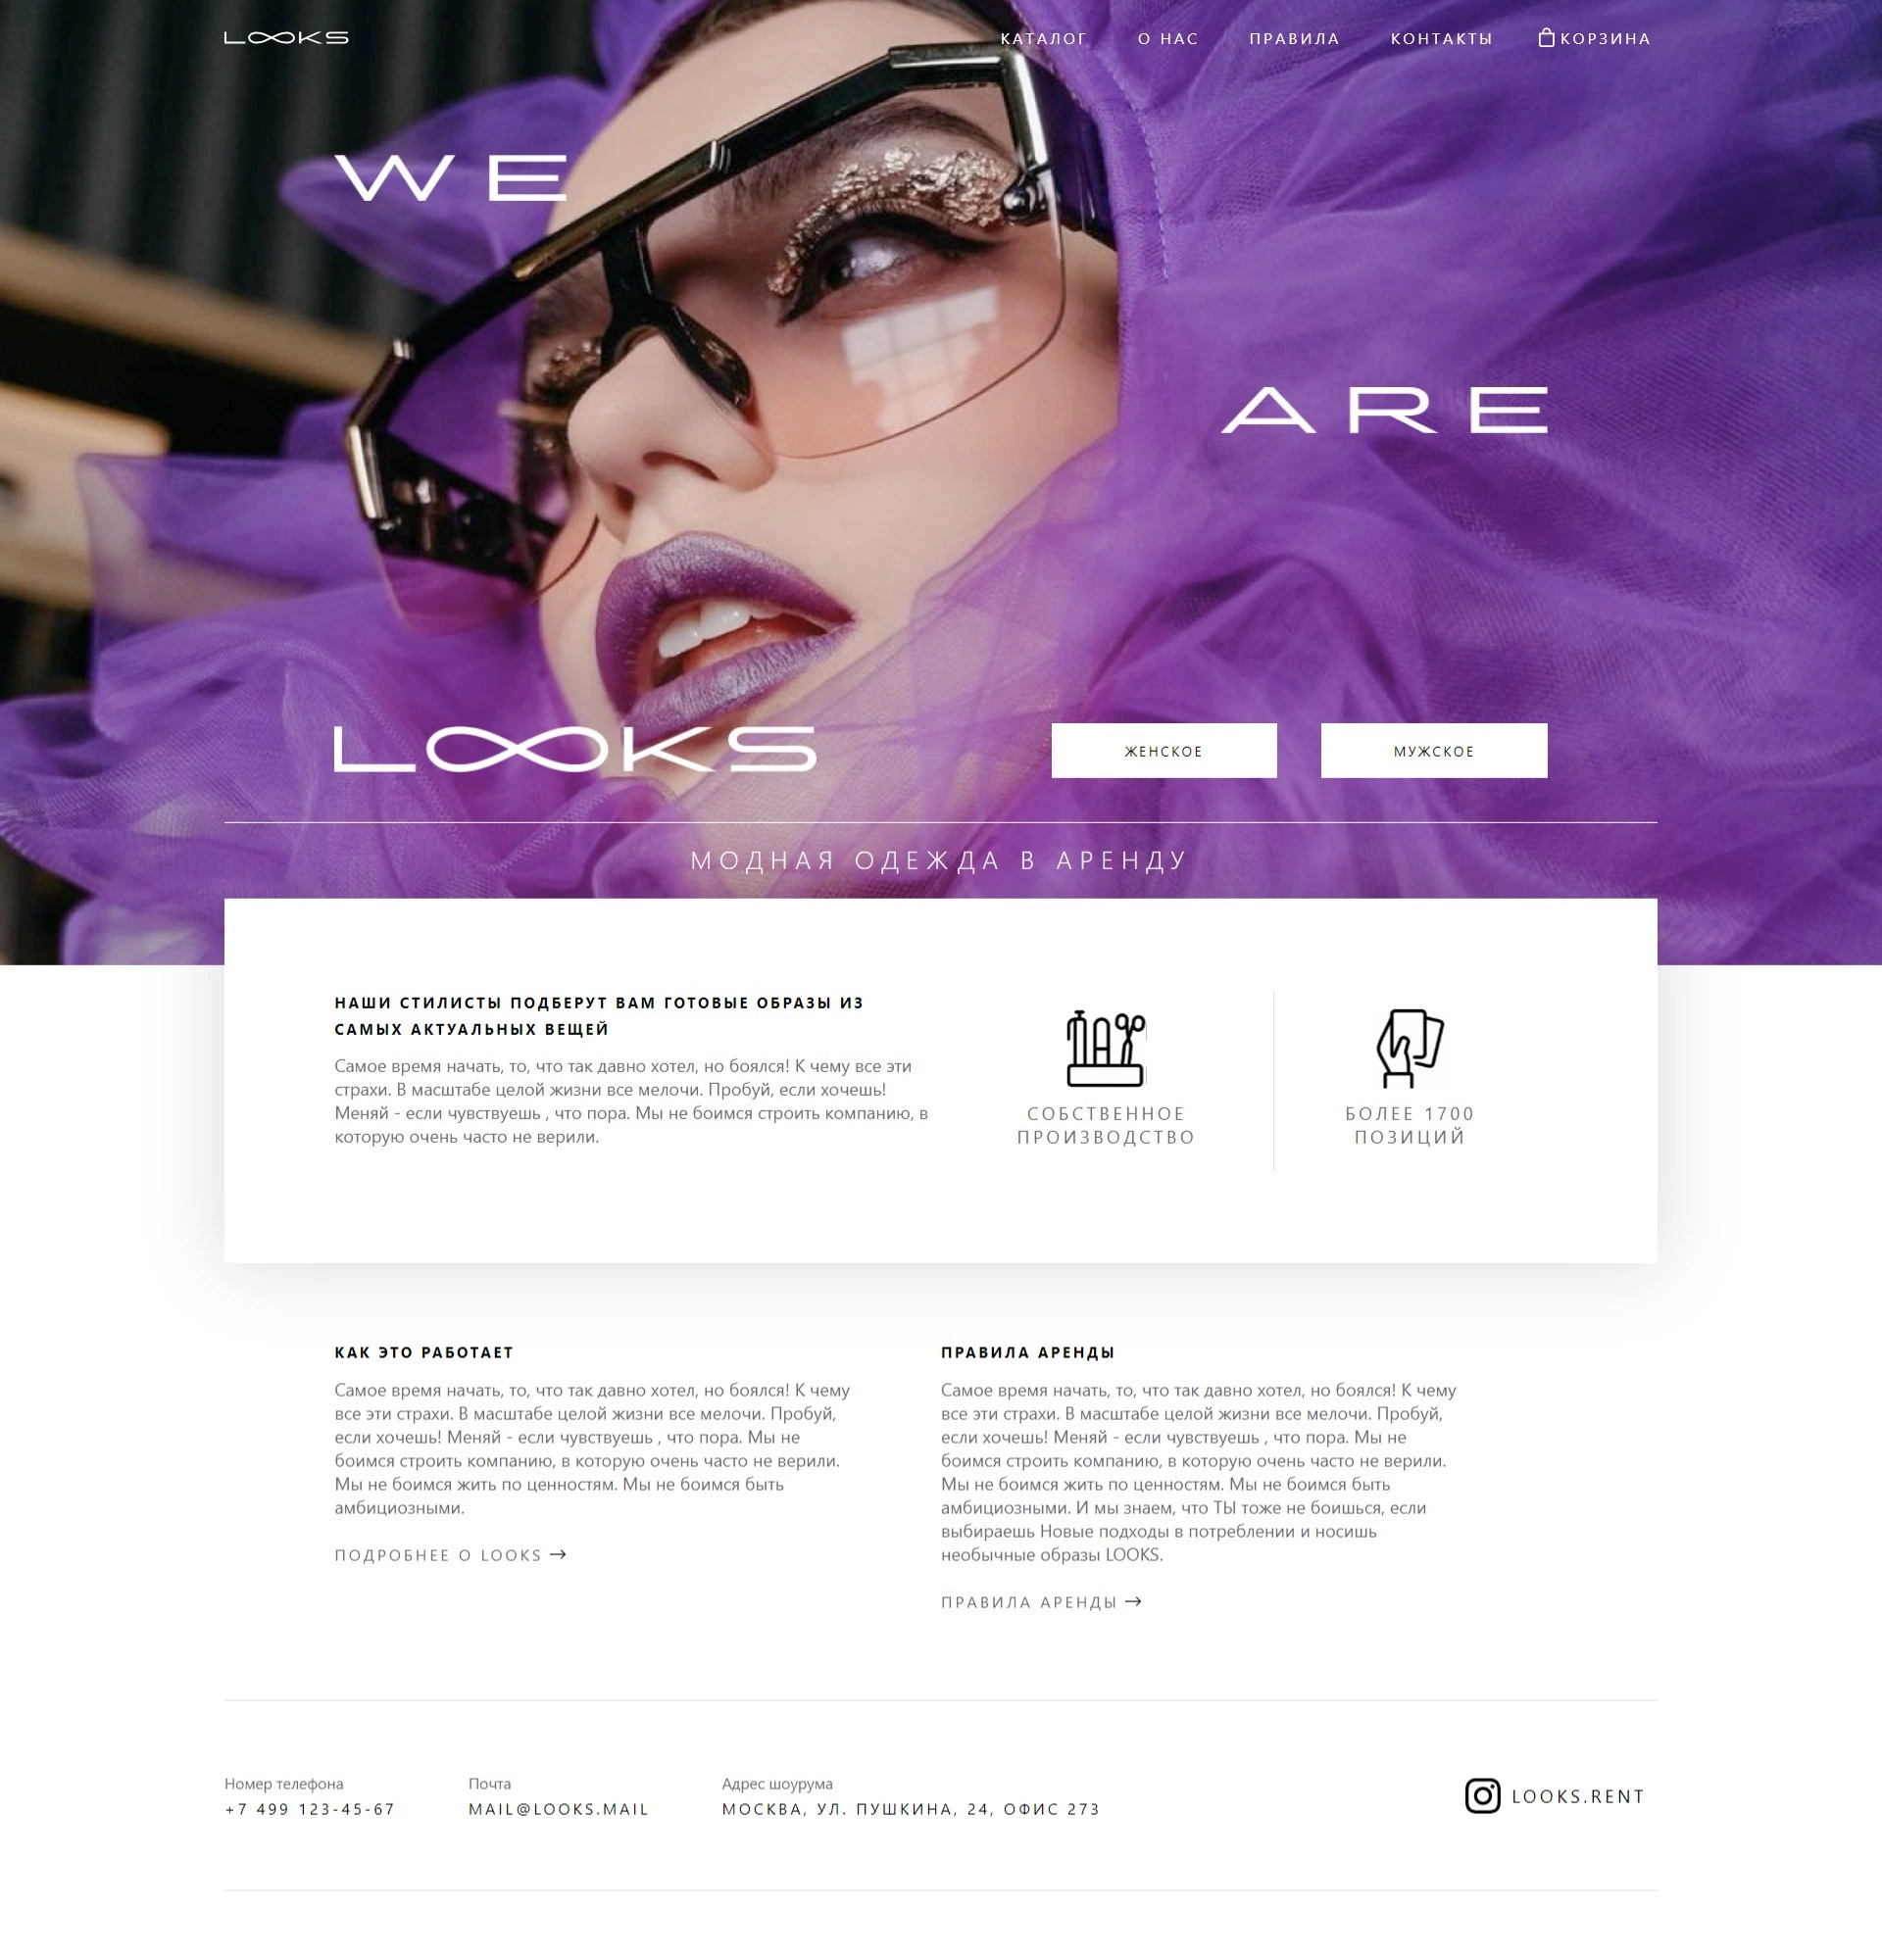 LOOKS
КАТАЛОГ О НАС ПРАВИЛА КОНТАКТЫ КОРЗИНА
WE
ARE
LOOKS
ЖЕНСКОЕ МУЖСКОЕ
МОДНАЯ ОДЕЖДА В АРЕНДУ
НАШИ СТИЛИСТЫ ПОДБЕРУТ ВАМ ГОТОВЫЕ ОБРАЗЫ ИЗ
САМЫХ АКТУАЛЬНЫХ ВЕЩЕЙ
Самое время начать, то, что так давно хотел, но боялся! К чему все эти
страхи. В масштабе целой жизни все мелочи. Пробуй, если хочешь!
Меняй - если чувствуешь , что пора. Мы не боимся строить компанию, в
которую очень часто не верили.
СОБСТВЕННОЕ
ПРОИЗВОДСТВО
БОЛЕЕ 1700
ПОЗИЦИЙ
КАК ЭТО РАБОТАЕТ
Самое время начать, то, что так давно хотел, но боялся! К чему
все эти страхи. В масштабе целой жизни все мелочи. Пробуй,
если хочешь! Меняй - если чувствуешь , что пора. Мы не
боимся строить компанию, в которую очень часто не верили.
Мы не боимся жить по ценностям. Мы не боимся быть
амбициозными.
ПОДРОБНЕЕ О LOOKS →
ПРАВИЛА АРЕНДЫ
Самое время начать, то, что так давно хотел, но боялся! К чему
все эти страхи. В масштабе целой жизни все мелочи. Пробуй,
если хочешь! Меняй - если чувствуешь , что пора. Мы не
боимся строить компанию, в которую очень часто не верили.
Мы не боимся жить по ценностям. Мы не боимся быть
амбициозными. И мы знаем, что ТЫ тоже не боишься, если
выбираешь Новые подходы в потреблении и носишь
необычные образы LOOKS.
ПРАВИЛА АРЕНДЫ →
Номер телефона
+7 499 123-45-67
Почта
MAIL@LOOKS.MAIL
Адрес шоурума
МОСКВА, УЛ. ПУШКИНА, 24, ОФИС 273
LOOKS.RENT